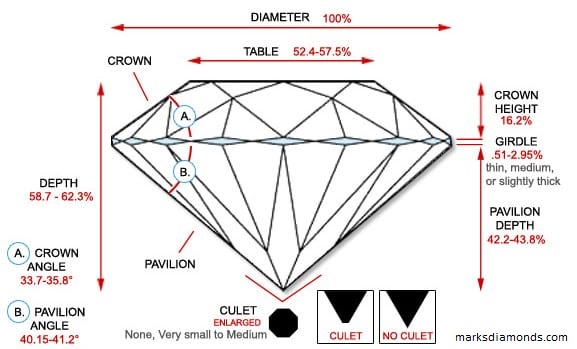 DIAMETER 100%
TABLE 52.4-57.5%
CROWN
A.
CROWN
HEIGHT
16.2%
GIRDLE
.51-2.95%
thin, medium,
or slightly thick
B.
DEPTH
58.7 - 62.3%
PAVILION
DEPTH
42.2-43.8%
A. CROWN
ANGLE
33.7-35.8°
PAVILION
B. PAVILION
ANGLE
40.15-41.2°
CULET
ENLARGED
None, Very small to Medium
CULET
NO CULET
marksdiamonds.com